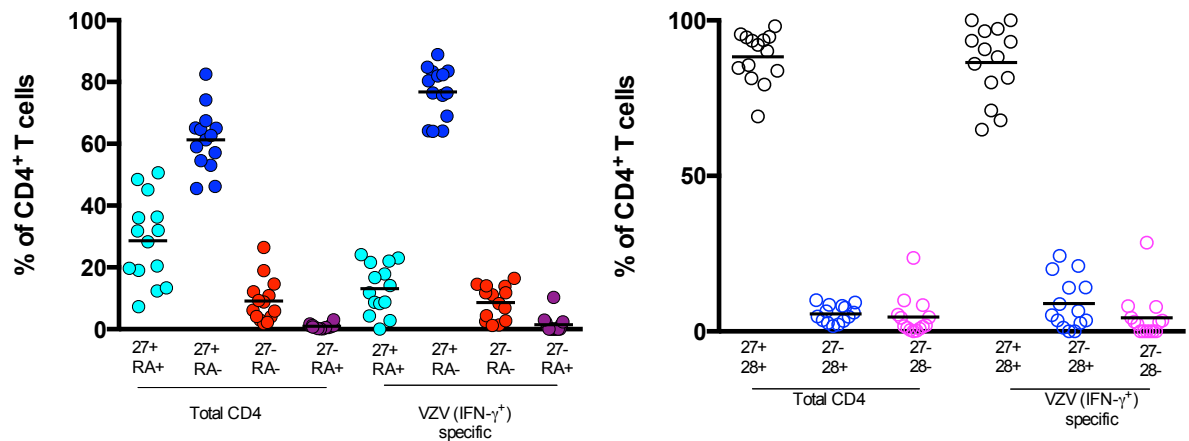 % of CD4⁺ T cells
100
80
60
40
20
0
27+ 27+ 27- 27- 27+ 27+ 27- 27-
RA+ RA- RA- RA+ RA+ RA- RA- RA+
Total CD4 VZV (IFN-γ⁺)
specific
% of CD4⁺ T cells
100
50
0
27+ 27- 27- 27+ 27- 27-
28+ 28+ 28- 28+ 28+ 28-
Total CD4 VZV (IFN-γ⁺)
specific